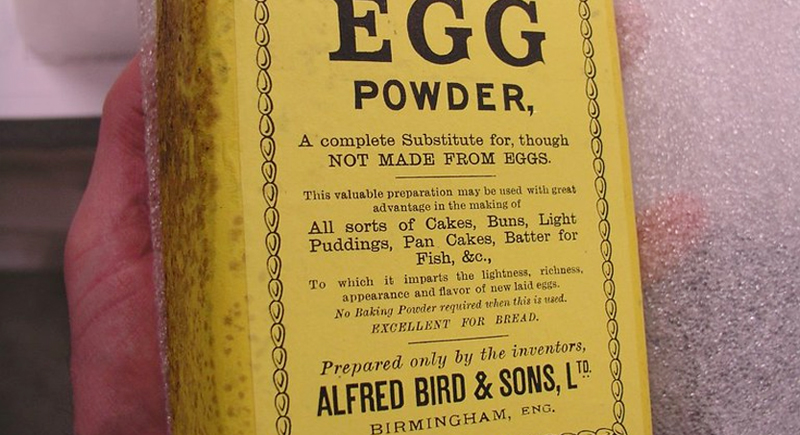 EGG
POWDER,
A complete Substitute for, though
NOT MADE FROM EGGS.
This valuable preparation may be used with great
advantage in the making of
All sorts of Cakes, Buns, Light
Puddings, Pan Cakes, Batter for
Fish, &c.,
To which it imparts the lightness, richness,
appearance and flavor of new laid eggs.
No Baking Powder required when this is used.
EXCELLENT FOR BREAD.
Prepared only by the inventors,
ALFRED BIRD & SONS, LTD.
BIRMINGHAM, ENG.